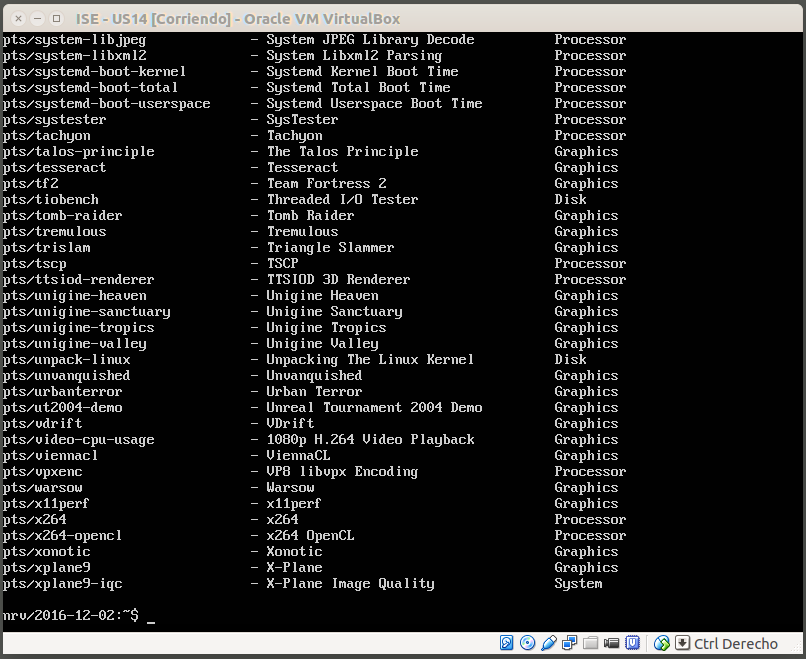 ISE - US14 [Corriendo] - Oracle VM VirtualBox
pts/system-libjpeg - System JPEG Library Decode Processor
pts/system-libxml2 - System Libxml2 Parsing Processor
pts/systemd-boot-kernel - Systemd Kernel Boot Time Processor
pts/systemd-boot-total - Systemd Total Boot Time Processor
pts/systemd-boot-userspace - Systemd Userspace Boot Time Processor
pts/systester - SysTester Processor
pts/tachyon - Tachyon Processor
pts/talos-principle - The Talos Principle Graphics
pts/tesseract - Tesseract Graphics
pts/tf2 - Team Fortress 2 Graphics
pts/tiobench - Threaded I/O Tester Disk
pts/tomb-raider - Tomb Raider Graphics
pts/tremulous - Tremulous Graphics
pts/trislam - Triangle Slammer Graphics
pts/tscp - TSCP Processor
pts/ttsiod-renderer - TTSIOD 3D Renderer Processor
pts/unigine-heaven - Unigine Heaven Graphics
pts/unigine-sanctuary - Unigine Sanctuary Graphics
pts/unigine-tropics - Unigine Tropics Graphics
pts/unigine-valley - Unigine Valley Graphics
pts/unpack-linux - Unpacking The Linux Kernel Disk
pts/unvanquished - Unvanquished Graphics
pts/urbanterror - Urban Terror Graphics
pts/ut2004-demo - Unreal Tournament 2004 Demo Graphics
pts/vdrift - VDrift Graphics
pts/video-cpu-usage - 1080p H.264 Video Playback Graphics
pts/viennacl - ViennaCL Graphics
pts/vpxenc - VP8 libvpx Encoding Processor
pts/warsow - Warsow Graphics
pts/x11perf - x11perf Graphics
pts/x264 - x264 Processor
pts/x264-opencl - x264 OpenCL Processor
pts/xonotic - Xonotic Graphics
pts/xplane9 - X-Plane Graphics
pts/xplane9-iqc - X-Plane Image Quality System
nrv/2016-12-02:~$ _
Ctrl Derecho